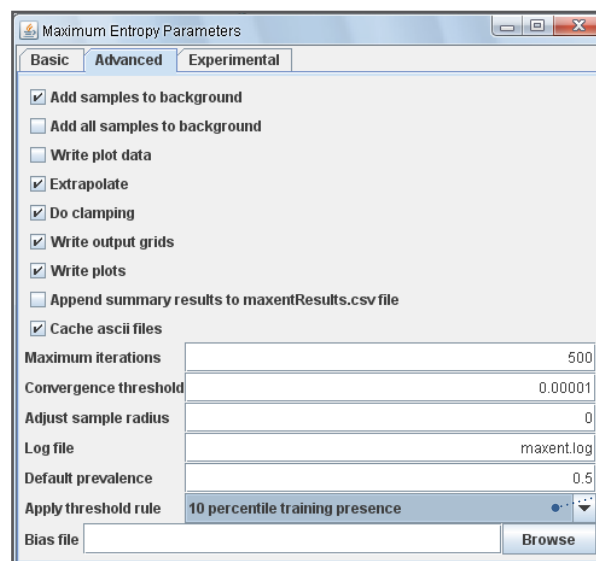 Maximum Entropy Parameters
Basic Advanced Experimental
Add samples to background
Add all samples to background
Write plot data
Extrapolate
Do clamping
Write output grids
Write plots
Append summary results to maxentResults.csv file
Cache ascii files
Maximum iterations 500
Convergence threshold 0.00001
Adjust sample radius 0
Log file maxent.log
Default prevalence 0.5
Apply threshold rule 10 percentile training presence
Bias file Browse